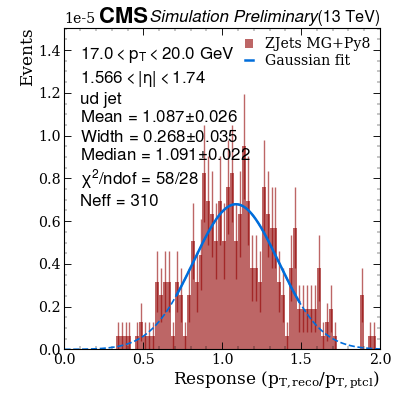 1e-5 CMS Simulation Preliminary (13 TeV)
Events
17.0 < p_T < 20.0 GeV
1.566 < |η| < 1.74
ud jet
Mean = 1.087±0.026
Width = 0.268±0.035
Median = 1.091±0.022
χ²/ndof = 58/28
Neff = 310
ZJets MG+Py8
Gaussian fit
1.4
1.2
1.0
0.8
0.6
0.4
0.2
0.0
0.0 0.5 1.0 1.5 2.0
Response (p_T,reco/p_T,ptcl)